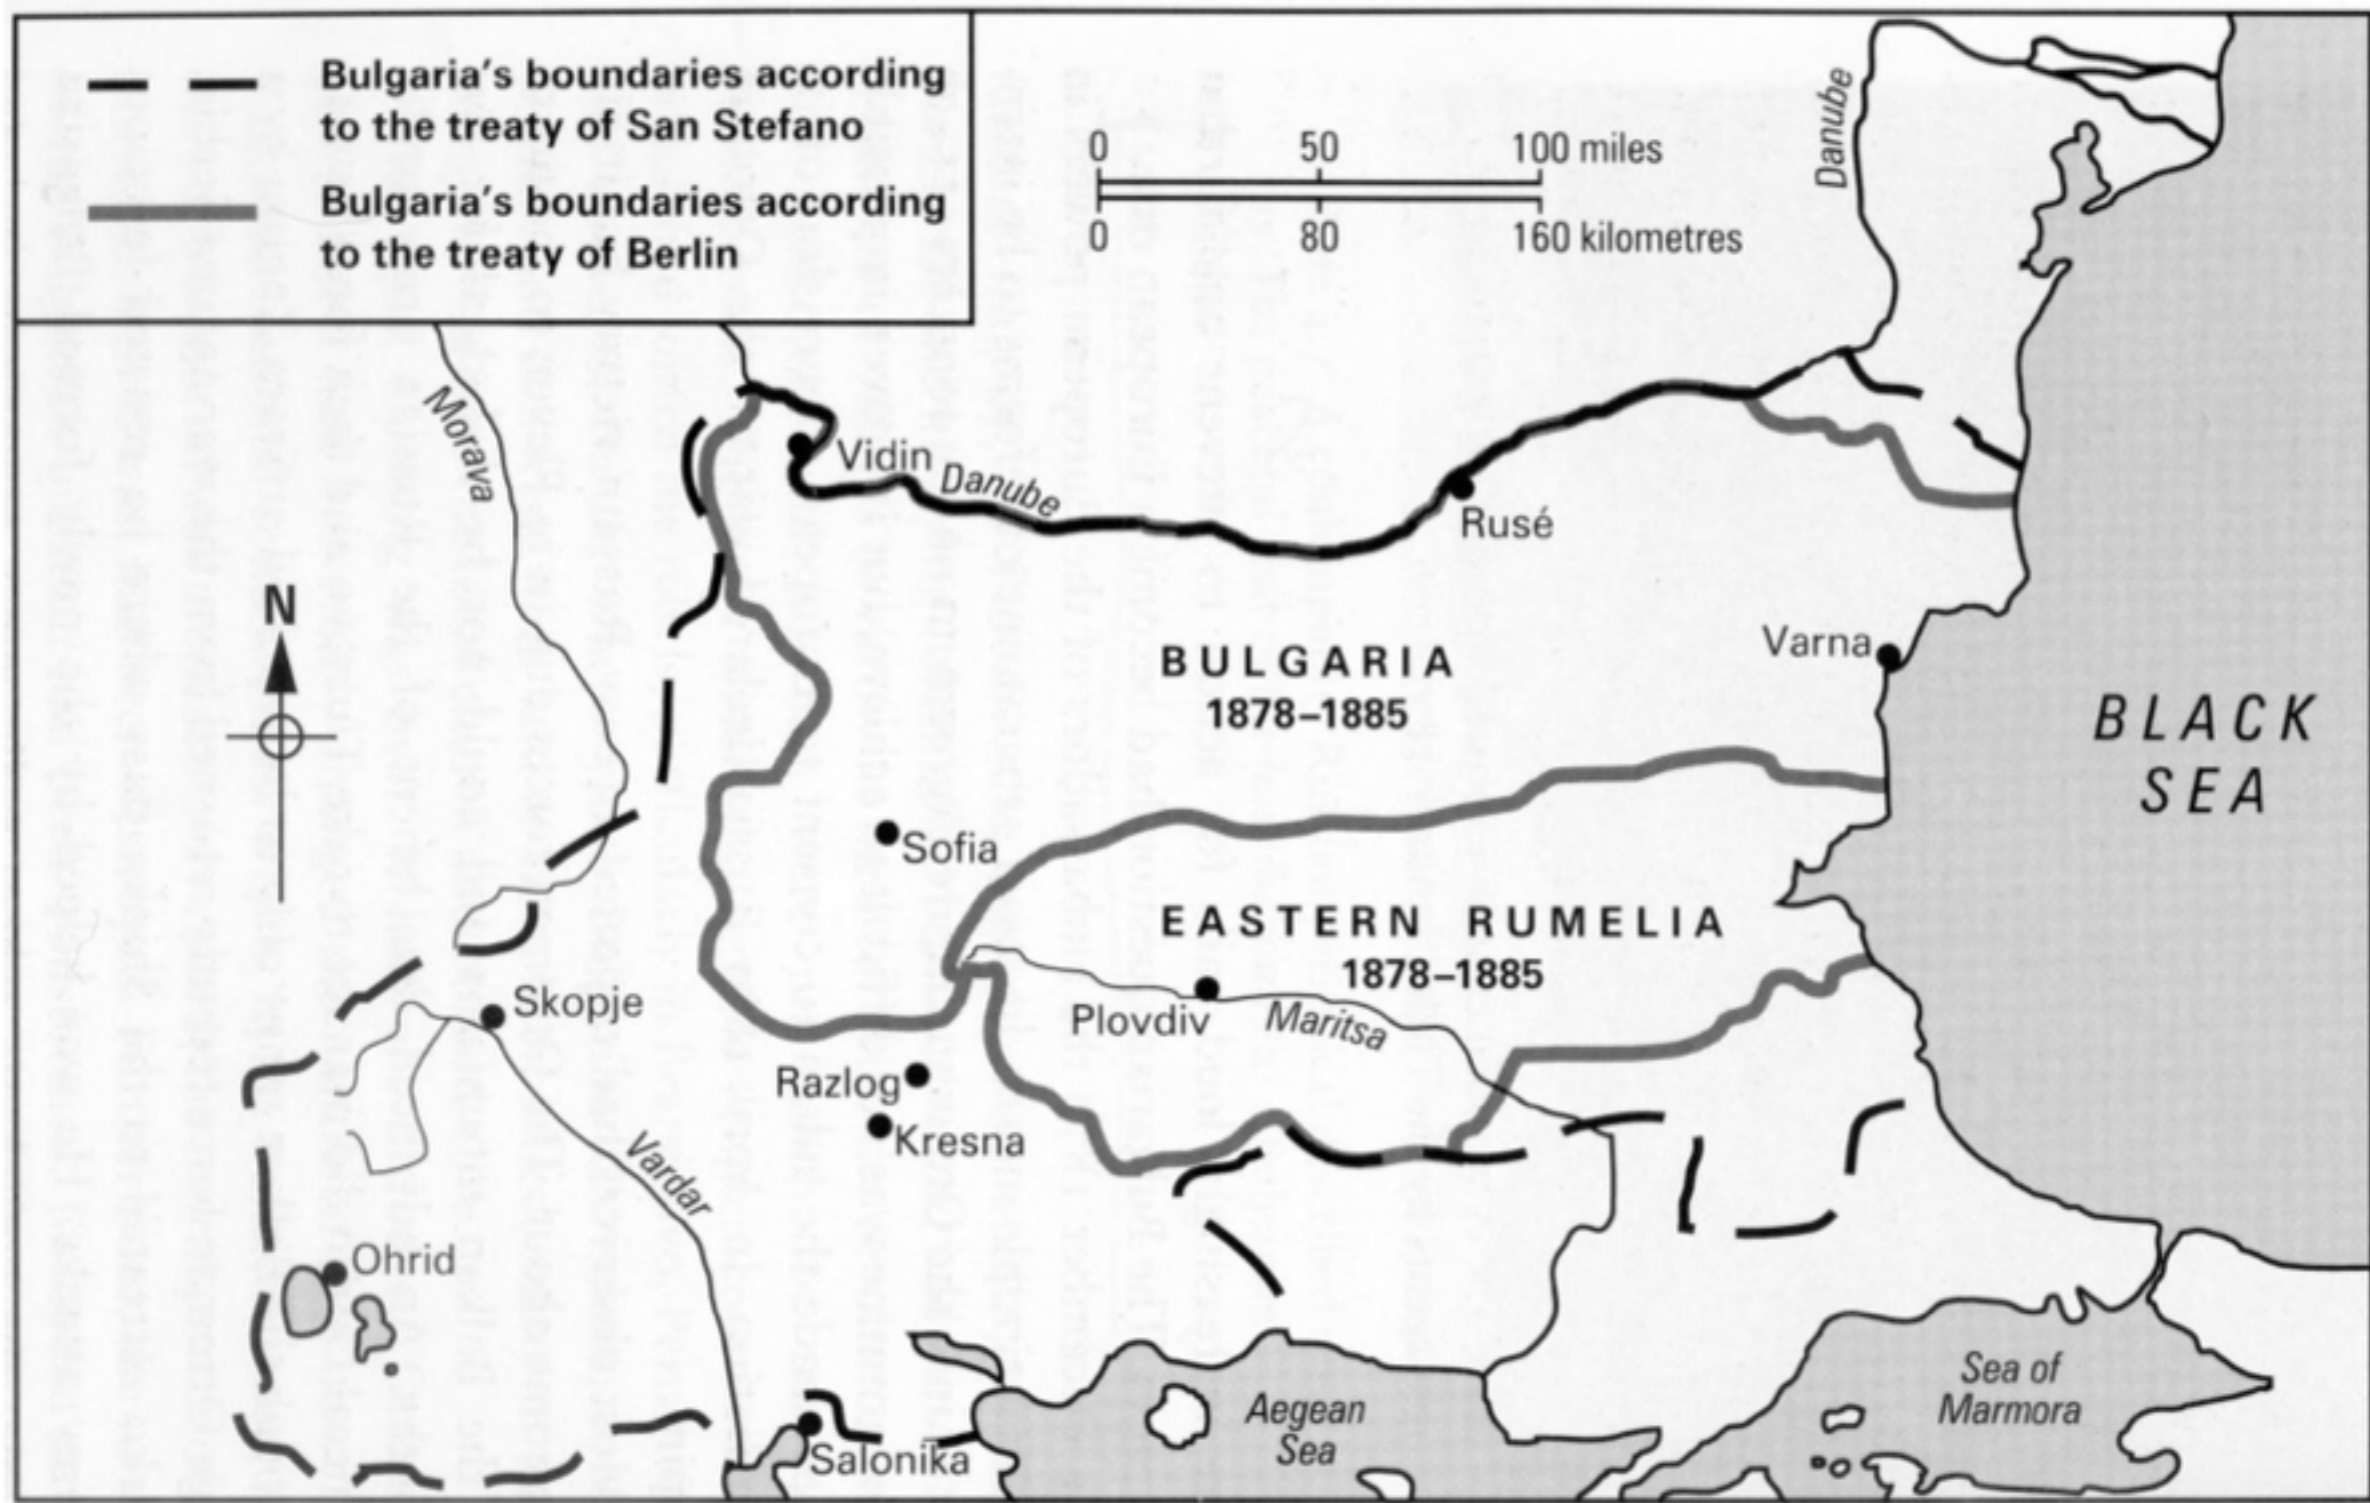 Bulgaria's boundaries according
to the treaty of San Stefano
Bulgaria's boundaries according
to the treaty of Berlin
0 50 100 miles
0 80 160 kilometres
Danube
Morava
Vidin
Danube
Rusé
N
BULGARIA
1878–1885
Varna
BLACK
SEA
Sofia
EASTERN RUMELIA
1878–1885
Skopje
Plovdiv
Maritsa
Razlog
Kresna
Vardar
Ohrid
Salonika
Aegean
Sea
Sea of
Marmora